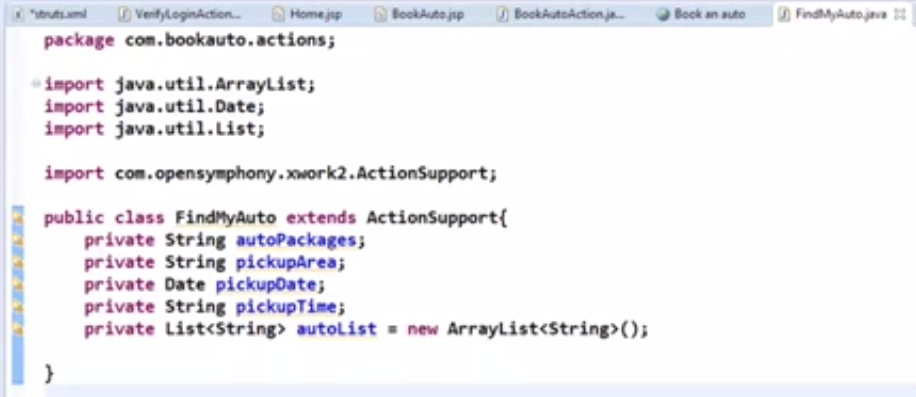 *struts.xml VerifyLoginAction... Home.jsp BookAuto.jsp BookAutoAction.ja... Book an auto FindMyAuto.java
package com.bookauto.actions;
import java.util.ArrayList;
import java.util.Date;
import java.util.List;
import com.opensymphony.xwork2.ActionSupport;
public class FindMyAuto extends ActionSupport{
private String autoPackages;
private String pickupArea;
private Date pickupDate;
private String pickupTime;
private List<String> autoList = new ArrayList<String>();
}